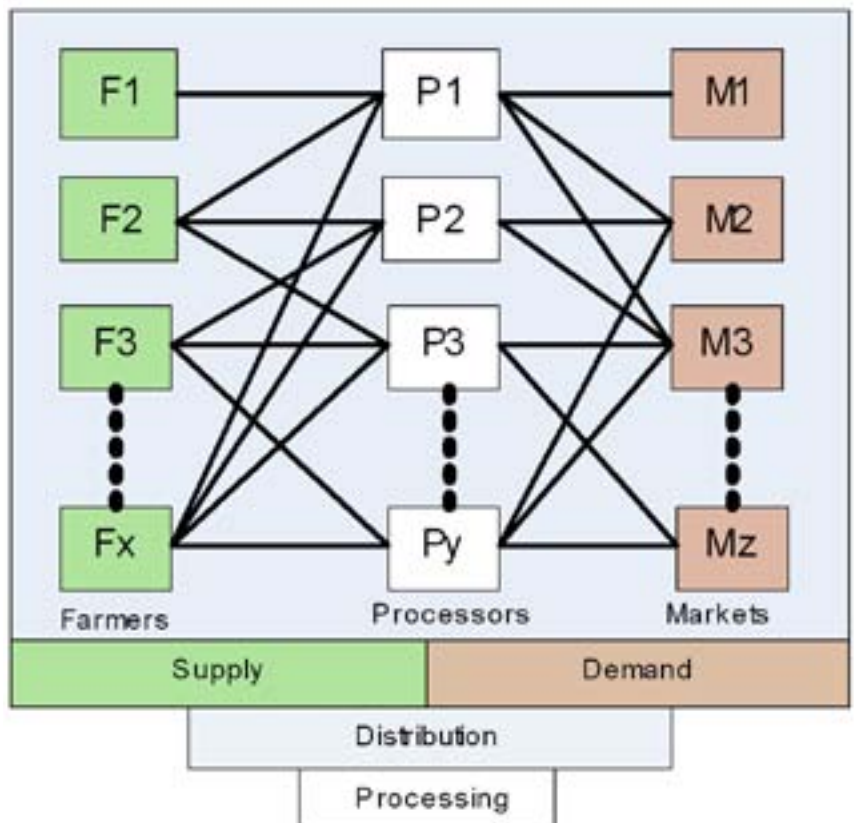 F1 P1 M1
F2 P2 M2
F3 P3 M3
Fx Py Mz
Farmers Processors Markets
Supply Demand
Distribution
Processing